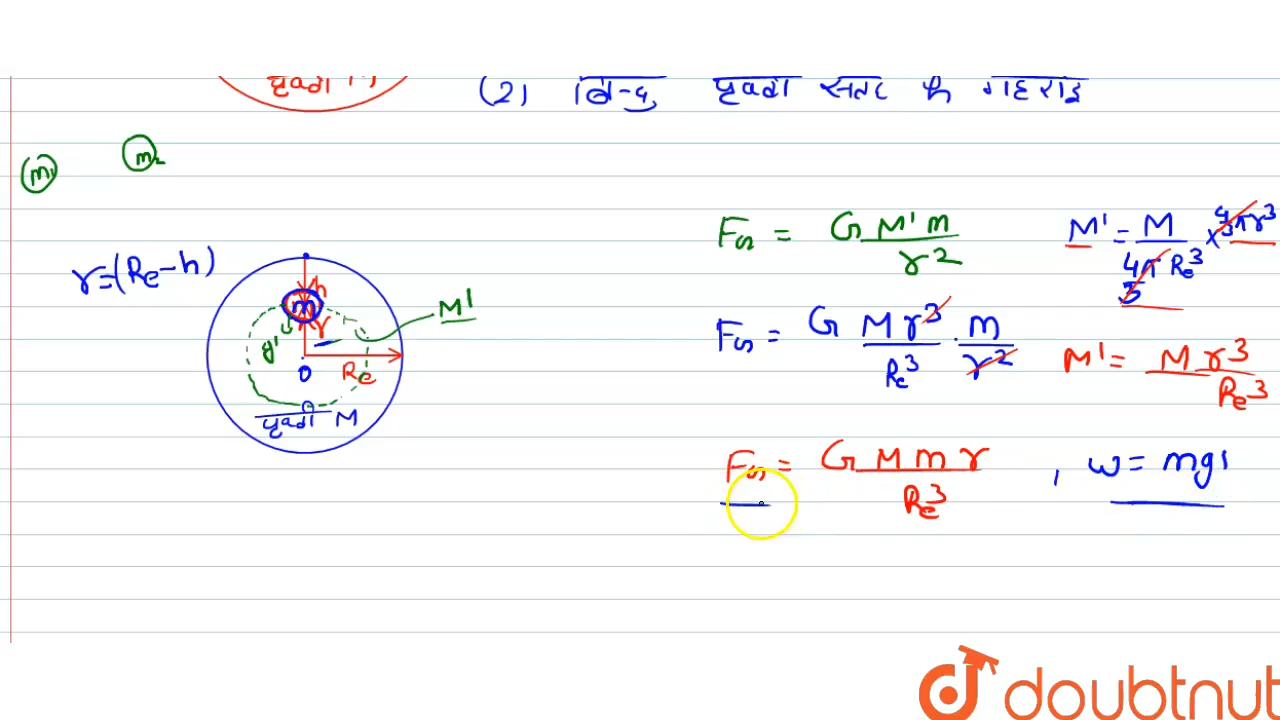 पृथ्वी
(2) बिन्दु पृथ्वी सतह की गहराई
m₁ m₂
r=(Re-h)
h
m
r
g'
M'
O
Re
पृथ्वी M
FG = G M' m / r²
M' = M / (4/3 π Re³) × 4/3 π r³
FG = G M r³ / Re³ · m / r²
M' = M r³ / Re³
FG = G M m r / Re³ , w = mg'
doubtnut